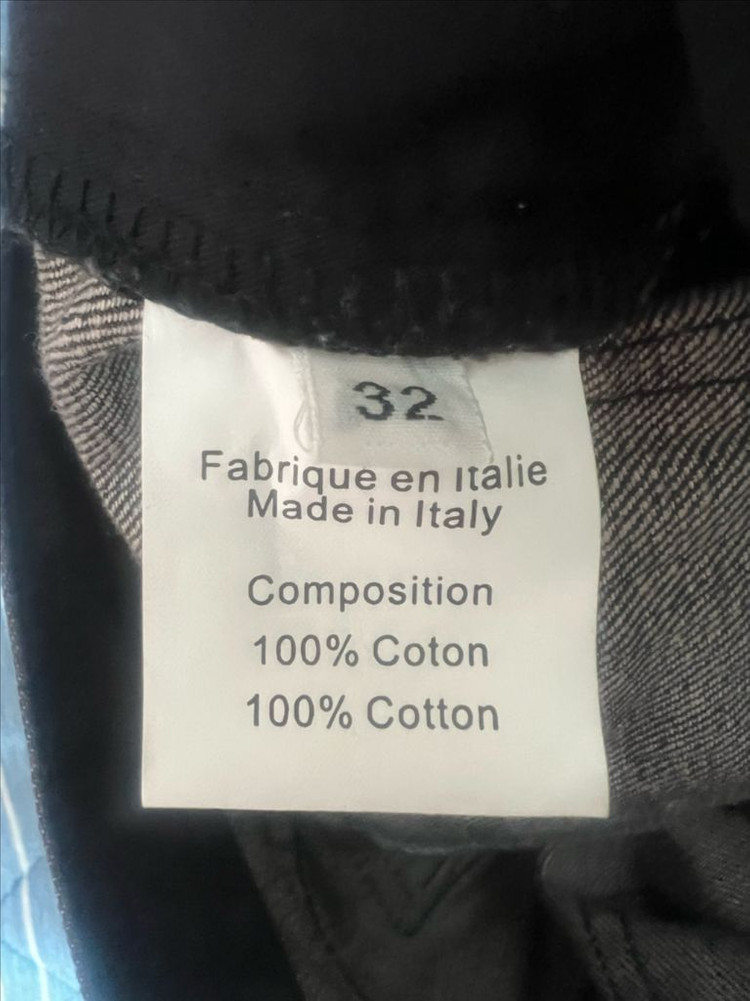 32
Fabrique en Italie
Made in Italy
Composition
100% Coton
100% Cotton